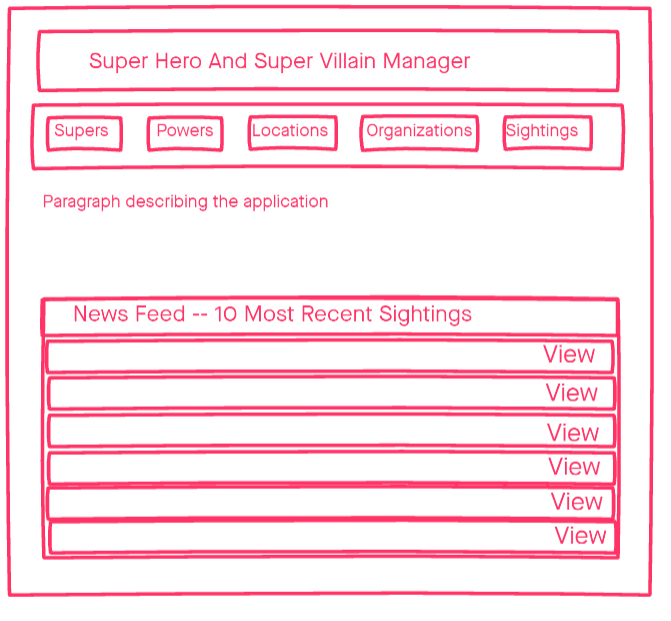 Super Hero And Super Villain Manager
Supers Powers Locations Organizations Sightings
Paragraph describing the application
News Feed -- 10 Most Recent Sightings
View
View
View
View
View
View